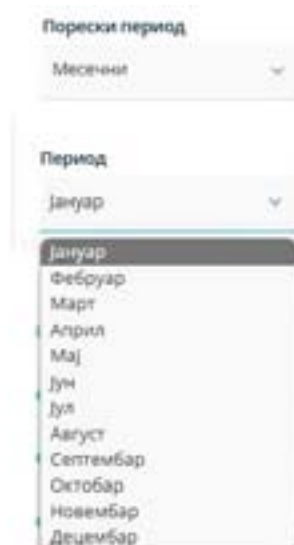 Порески период
Месечни
Период
Јануар
Јануар
Фебруар
Март
Април
Мај
Јун
Јул
Август
Септембар
Октобар
Новембар
Децембар